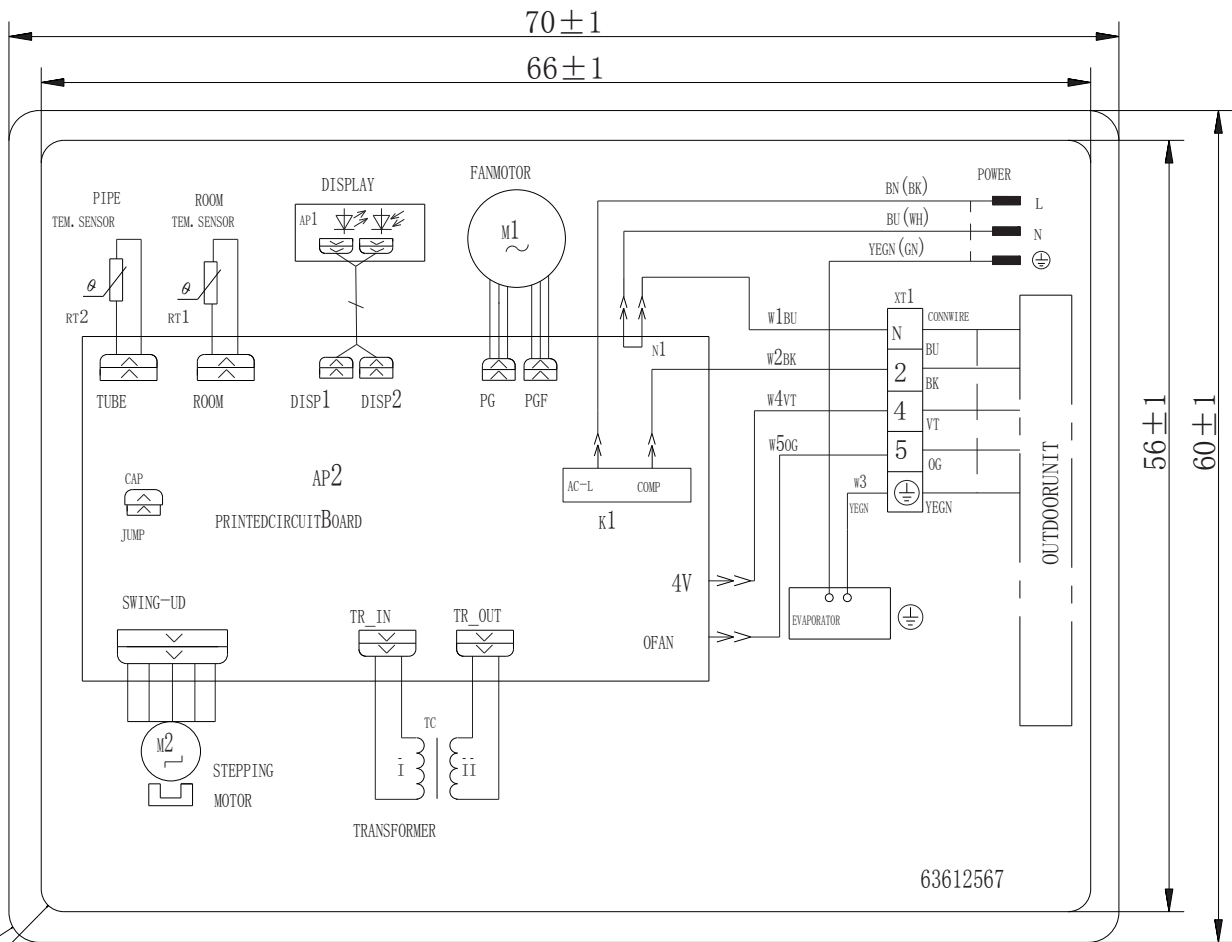 70±1
66±1
PIPE
TEM. SENSOR
ROOM
TEM. SENSOR
DISPLAY
FANMOTOR
POWER
AP1
M1
BN(BK)
L
BU(WH)
N
YEGN(GN)
θ
RT2
θ
RT1
XT1
CONNWIRE
W1BU
N
BU
N1
W2BK
2
BK
TUBE
ROOM
DISP1
DISP2
PG
PGF
W4VT
4
VT
W5OG
5
OG
W3
YEGN
YEGN
OUTDOORUNIT
56±1
60±1
CAP
JUMP
AP2
PRINTEDCIRCUITBOARD
AC-L
COMP
K1
4V
OFAN
EVAPORATOR
SWING-UD
TR_IN
TR_OUT
M2
STEPPING
MOTOR
TC
I
II
TRANSFORMER
63612567